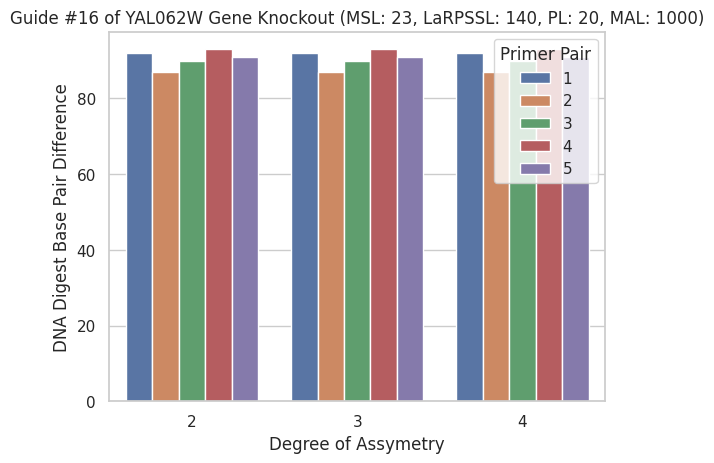 Guide #16 of YAL062W Gene Knockout (MSL: 23, LaRPSSL: 140, PL: 20, MAL: 1000)
Primer Pair
1
2
3
4
5
DNA Digest Base Pair Difference
80
60
40
20
0
2 3 4
Degree of Assymetry